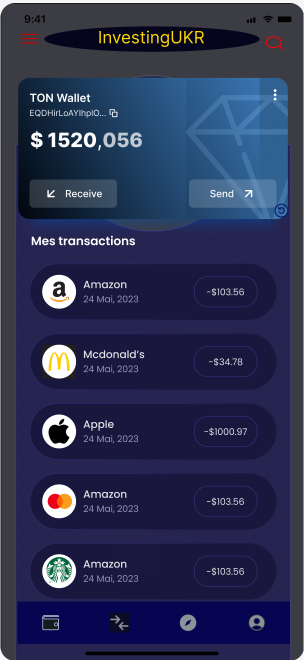 9:41
InvestingUKR
TON Wallet
EQDHirLoAYIhpIO...
$ 1520,056
Receive
Send
Mes transactions
Amazon
24 Mai, 2023
-$103.56
Mcdonald's
24 Mai, 2023
-$34.78
Apple
24 Mai, 2023
-$1000.97
Amazon
24 Mai, 2023
-$103.56
Amazon
24 Mai, 2023
-$103.56